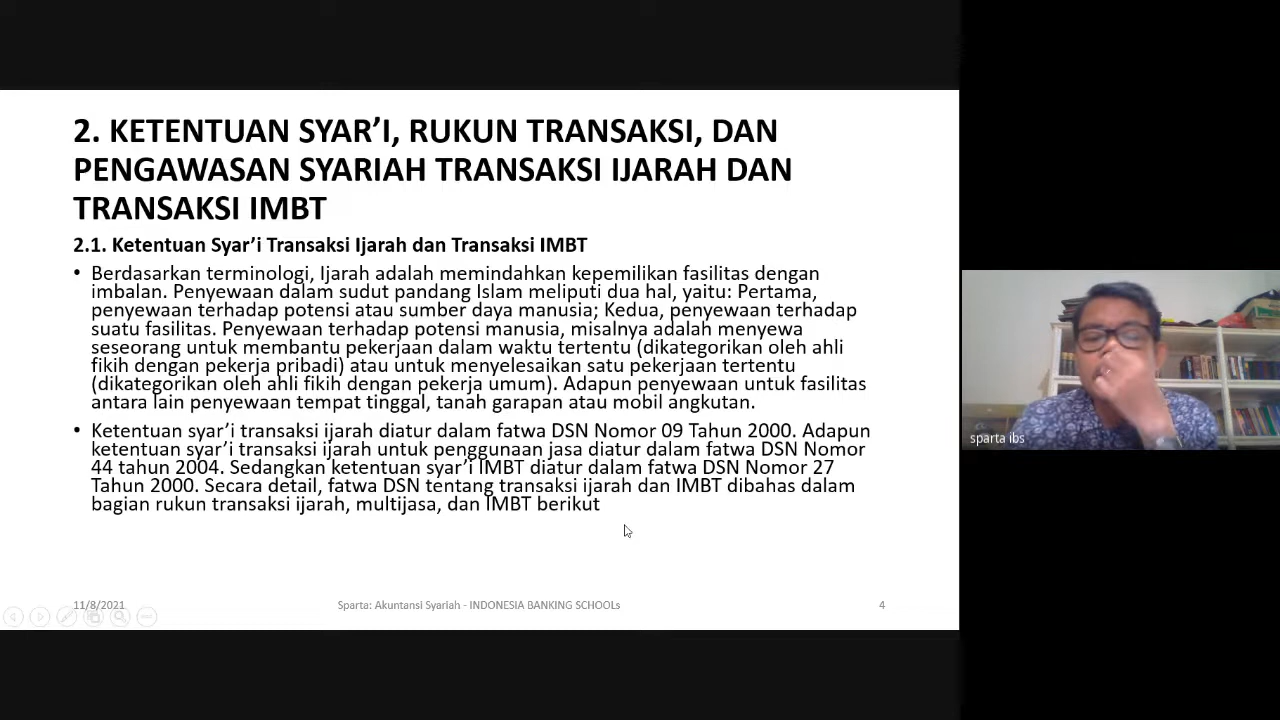 2. KETENTUAN SYAR’I, RUKUN TRANSAKSI, DAN
PENGAWASAN SYARIAH TRANSAKSI IJARAH DAN
TRANSAKSI IMBT
2.1. Ketentuan Syar’i Transaksi Ijarah dan Transaksi IMBT
• Berdasarkan terminologi, Ijarah adalah memindahkan kepemilikan fasilitas dengan
imbalan. Penyewaan dalam sudut pandang Islam meliputi dua hal, yaitu: Pertama,
penyewaan terhadap potensi atau sumber daya manusia; Kedua, penyewaan terhadap
suatu fasilitas. Penyewaan terhadap potensi manusia, misalnya adalah menyewa
seseorang untuk membantu pekerjaan dalam waktu tertentu (dikategorikan oleh ahli
fikih dengan pekerja pribadi) atau untuk menyelesaikan satu pekerjaan tertentu
(dikategorikan oleh ahli fikih dengan pekerja umum). Adapun penyewaan untuk fasilitas
antara lain penyewaan tempat tinggal, tanah garapan atau mobil angkutan.
• Ketentuan syar’i transaksi ijarah diatur dalam fatwa DSN Nomor 09 Tahun 2000. Adapun
ketentuan syar’i transaksi ijarah untuk penggunaan jasa diatur dalam fatwa DSN Nomor
44 tahun 2004. Sedangkan ketentuan syar’i IMBT diatur dalam fatwa DSN Nomor 27
Tahun 2000. Secara detail, fatwa DSN tentang transaksi ijarah dan IMBT dibahas dalam
bagian rukun transaksi ijarah, multijasa, dan IMBT berikut
11/8/2021
Sparta: Akuntansi Syariah - INDONESIA BANKING SCHOOLs
4
sparta ibs